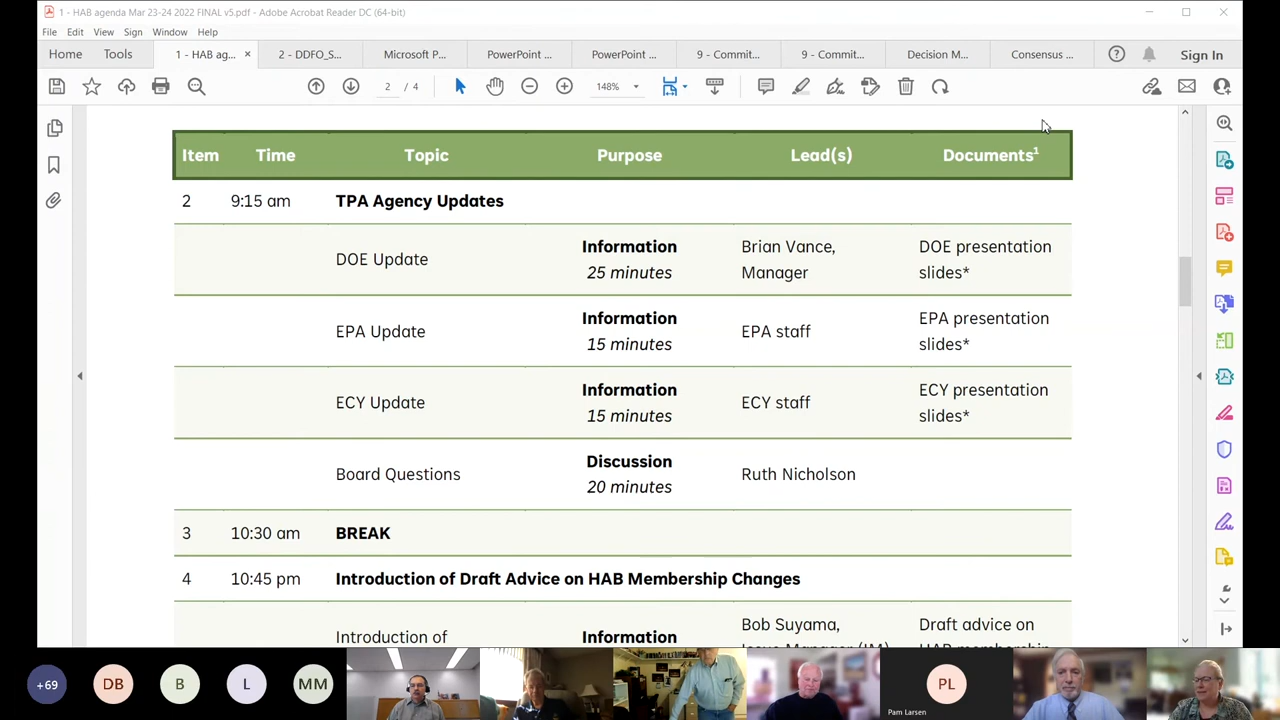 1 - HAB agenda Mar 23-24 2022 FINAL v5.pdf - Adobe Acrobat Reader DC (64-bit)
File Edit View Sign Window Help
Home Tools 1 - HAB ag... × 2 - DDFO_S... Microsoft P... PowerPoint ... PowerPoint ... 9 - Commit... 9 - Commit... Decision M... Consensus ... Sign In
2 / 4 148%
Item Time Topic Purpose Lead(s) Documents1
2 9:15 am TPA Agency Updates
DOE Update Information Brian Vance, DOE presentation
25 minutes Manager slides*
EPA Update Information EPA staff EPA presentation
15 minutes slides*
ECY Update Information ECY staff ECY presentation
15 minutes slides*
Board Questions Discussion Ruth Nicholson
20 minutes
3 10:30 am BREAK
4 10:45 pm Introduction of Draft Advice on HAB Membership Changes
Introduction of Information Bob Suyama, Draft advice on
+69 DB B L MM PL
Pam Larsen